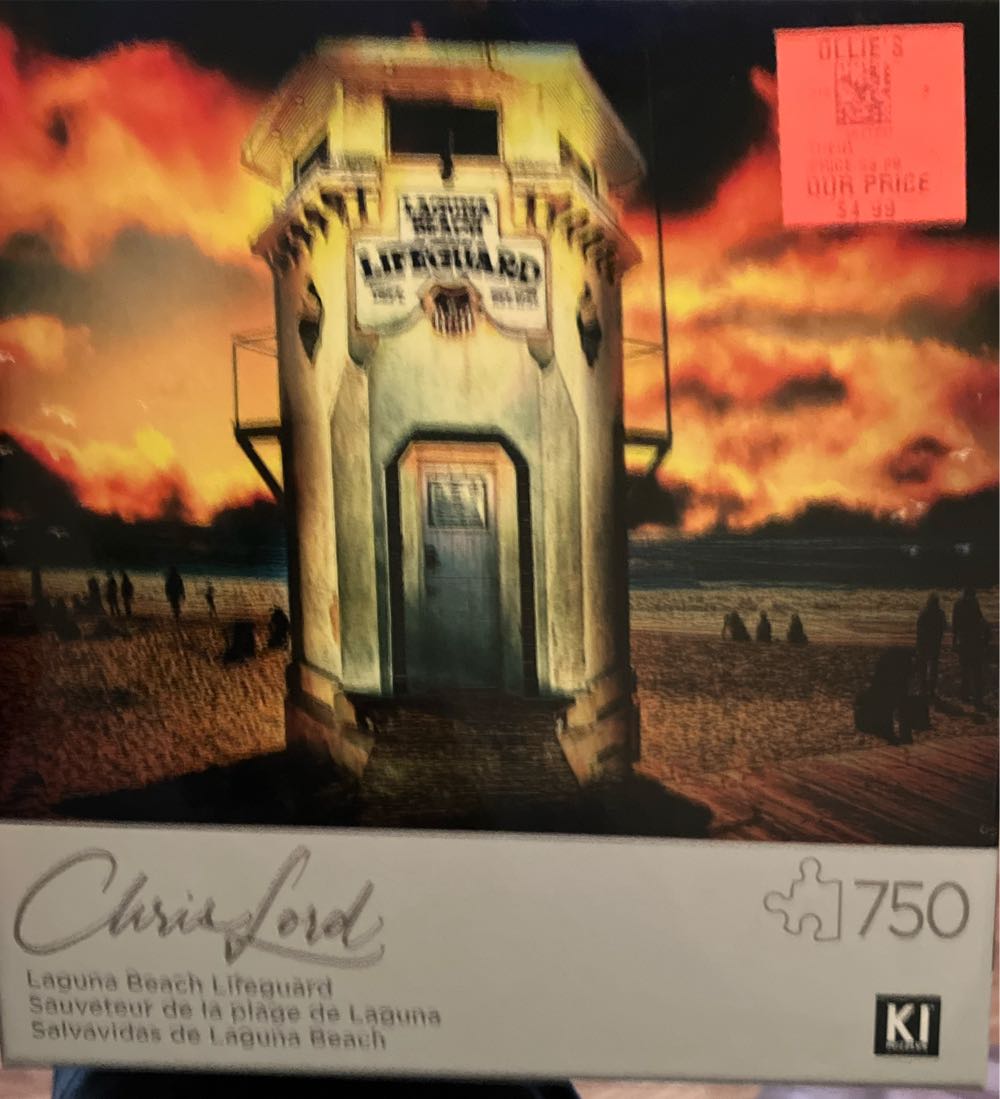 OLLIE'S
OUR PRICE
$4.99
LAGUNA
BEACH
LIFEGUARD
Chris Lord
750
Laguna Beach Lifeguard
Sauveteur de la plage de Laguna
Salvavidas de Laguna Beach
KI
PUZZLES